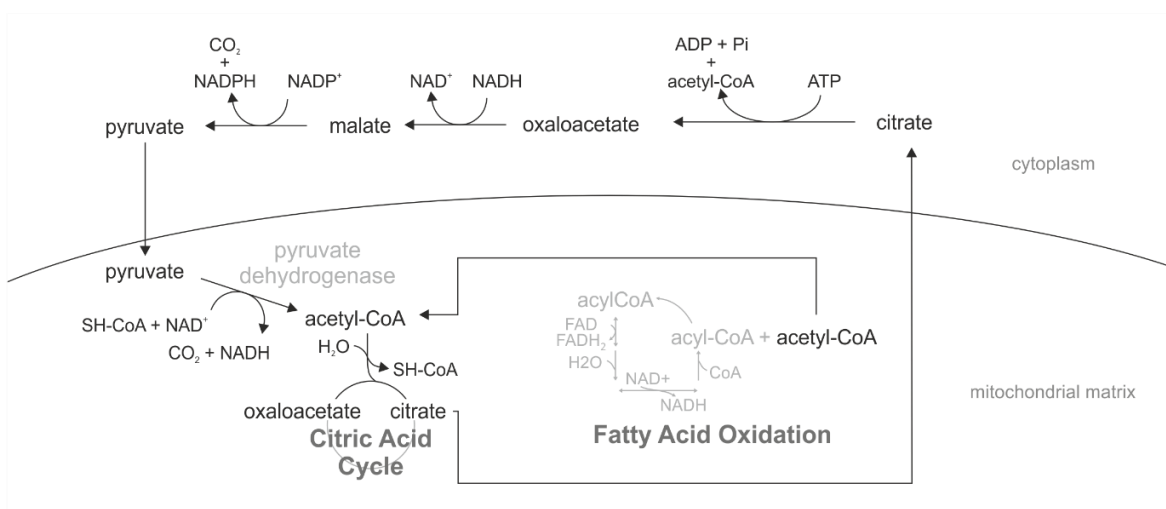 CO₂
+
NADPH NADP⁺
NAD⁺ NADH
ADP + Pi
+
acetyl-CoA ATP
pyruvate malate oxaloacetate citrate
cytoplasm
pyruvate
pyruvate
dehydrogenase
SH-CoA + NAD⁺
CO₂ + NADH
acetyl-CoA
H₂O
SH-CoA
oxaloacetate citrate
Citric Acid
Cycle
acylCoA
FAD
FADH₂
H2O
NAD+
NADH
CoA
acyl-CoA + acetyl-CoA
Fatty Acid Oxidation
mitochondrial matrix